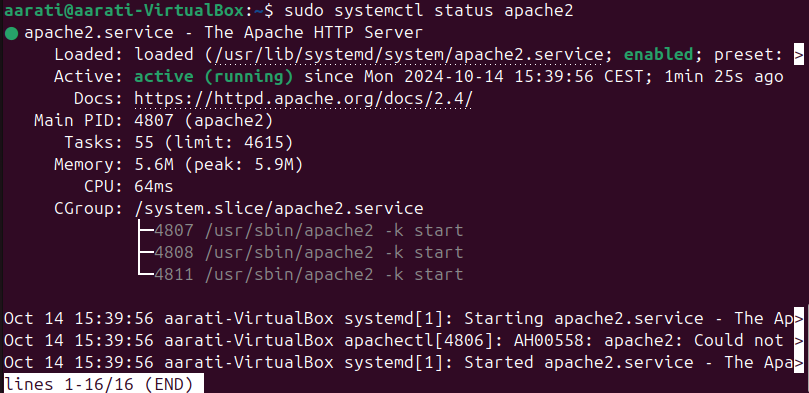 aarati@aarati-VirtualBox:~$ sudo systemctl status apache2
● apache2.service - The Apache HTTP Server
Loaded: loaded (/usr/lib/systemd/system/apache2.service; enabled; preset: >
Active: active (running) since Mon 2024-10-14 15:39:56 CEST; 1min 25s ago
Docs: https://httpd.apache.org/docs/2.4/
Main PID: 4807 (apache2)
Tasks: 55 (limit: 4615)
Memory: 5.6M (peak: 5.9M)
CPU: 64ms
CGroup: /system.slice/apache2.service
├─4807 /usr/sbin/apache2 -k start
├─4808 /usr/sbin/apache2 -k start
└─4811 /usr/sbin/apache2 -k start
Oct 14 15:39:56 aarati-VirtualBox systemd[1]: Starting apache2.service - The Ap>
Oct 14 15:39:56 aarati-VirtualBox apachectl[4806]: AH00558: apache2: Could not >
Oct 14 15:39:56 aarati-VirtualBox systemd[1]: Started apache2.service - The Apa>
lines 1-16/16 (END)